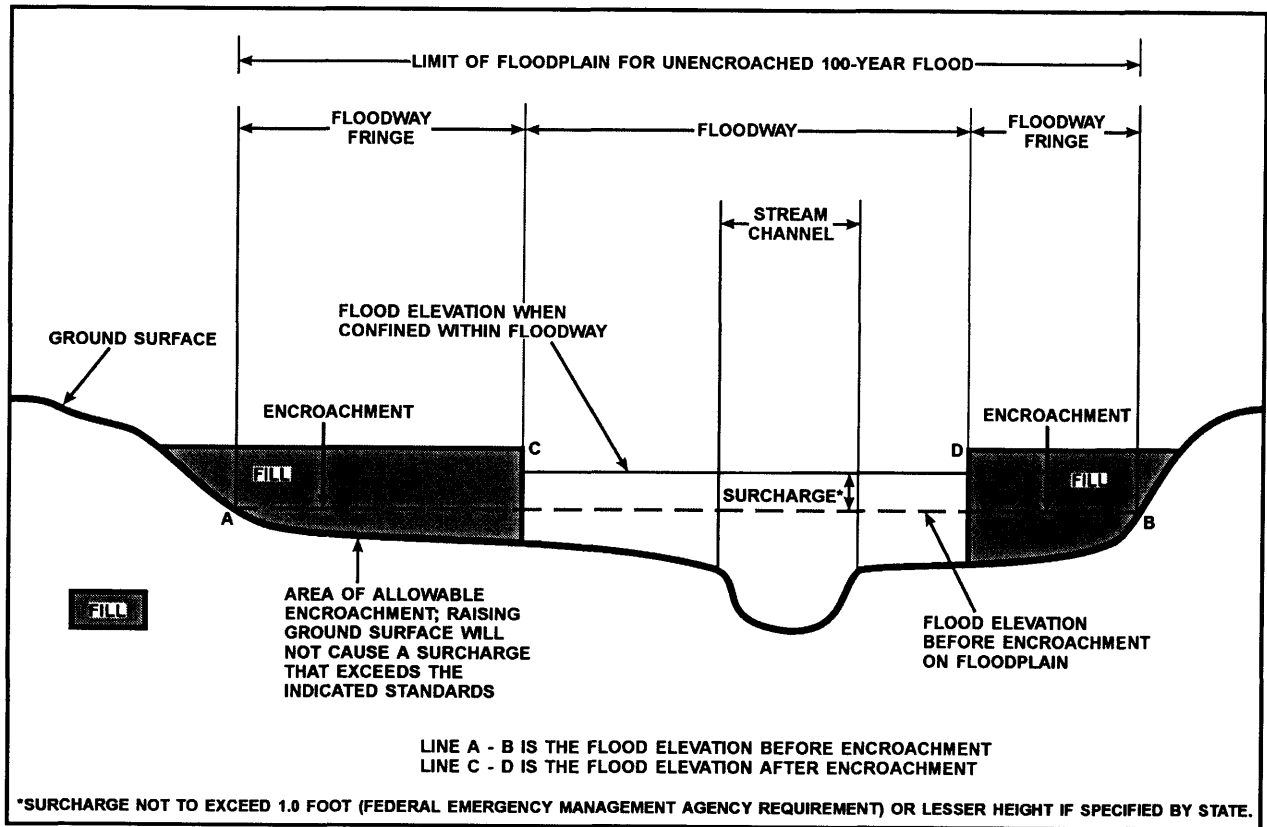 LIMIT OF FLOODPLAIN FOR UNENCROACHED 100-YEAR FLOOD
FLOODWAY
FRINGE
FLOODWAY
FLOODWAY
FRINGE
STREAM
CHANNEL
FLOOD ELEVATION WHEN
CONFINED WITHIN FLOODWAY
GROUND SURFACE
ENCROACHMENT
ENCROACHMENT
C
D
FILL
FILL
SURCHARGE*
A
B
AREA OF ALLOWABLE
ENCROACHMENT; RAISING
GROUND SURFACE WILL
NOT CAUSE A SURCHARGE
THAT EXCEEDS THE
INDICATED STANDARDS
FILL
FLOOD ELEVATION
BEFORE ENCROACHMENT
ON FLOODPLAIN
LINE A - B IS THE FLOOD ELEVATION BEFORE ENCROACHMENT
LINE C - D IS THE FLOOD ELEVATION AFTER ENCROACHMENT
*SURCHARGE NOT TO EXCEED 1.0 FOOT (FEDERAL EMERGENCY MANAGEMENT AGENCY REQUIREMENT) OR LESSER HEIGHT IF SPECIFIED BY STATE.